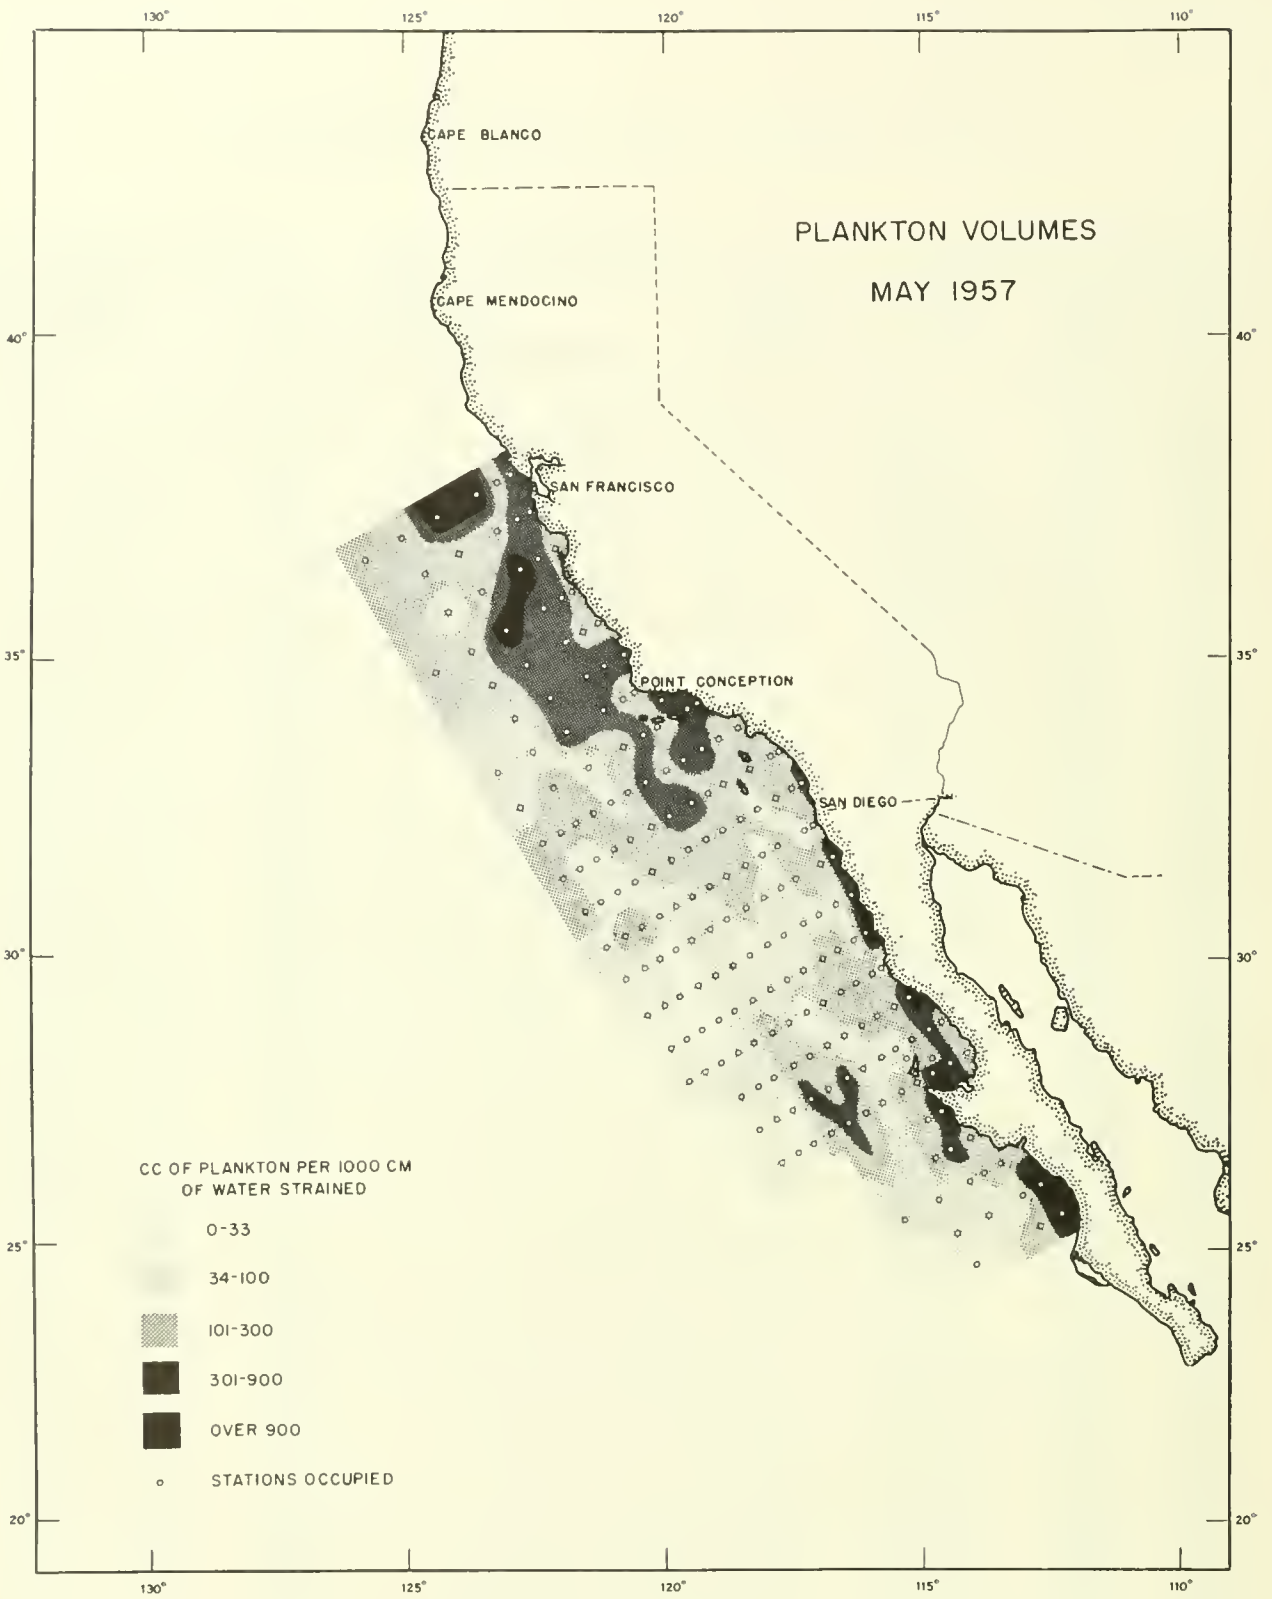 130° 125° 120° 115° 110°
CAPE BLANCO
PLANKTON VOLUMES
MAY 1957
CAPE MENDOCINO
40° 40°
SAN FRANCISCO
35° 35°
POINT CONCEPTION
SAN DIEGO
30° 30°
CC OF PLANKTON PER 1000 CM
OF WATER STRAINED
0-33
25° 25°
34-100
101-300
301-900
OVER 900
STATIONS OCCUPIED
20° 20°
130° 125° 120° 115° 110°